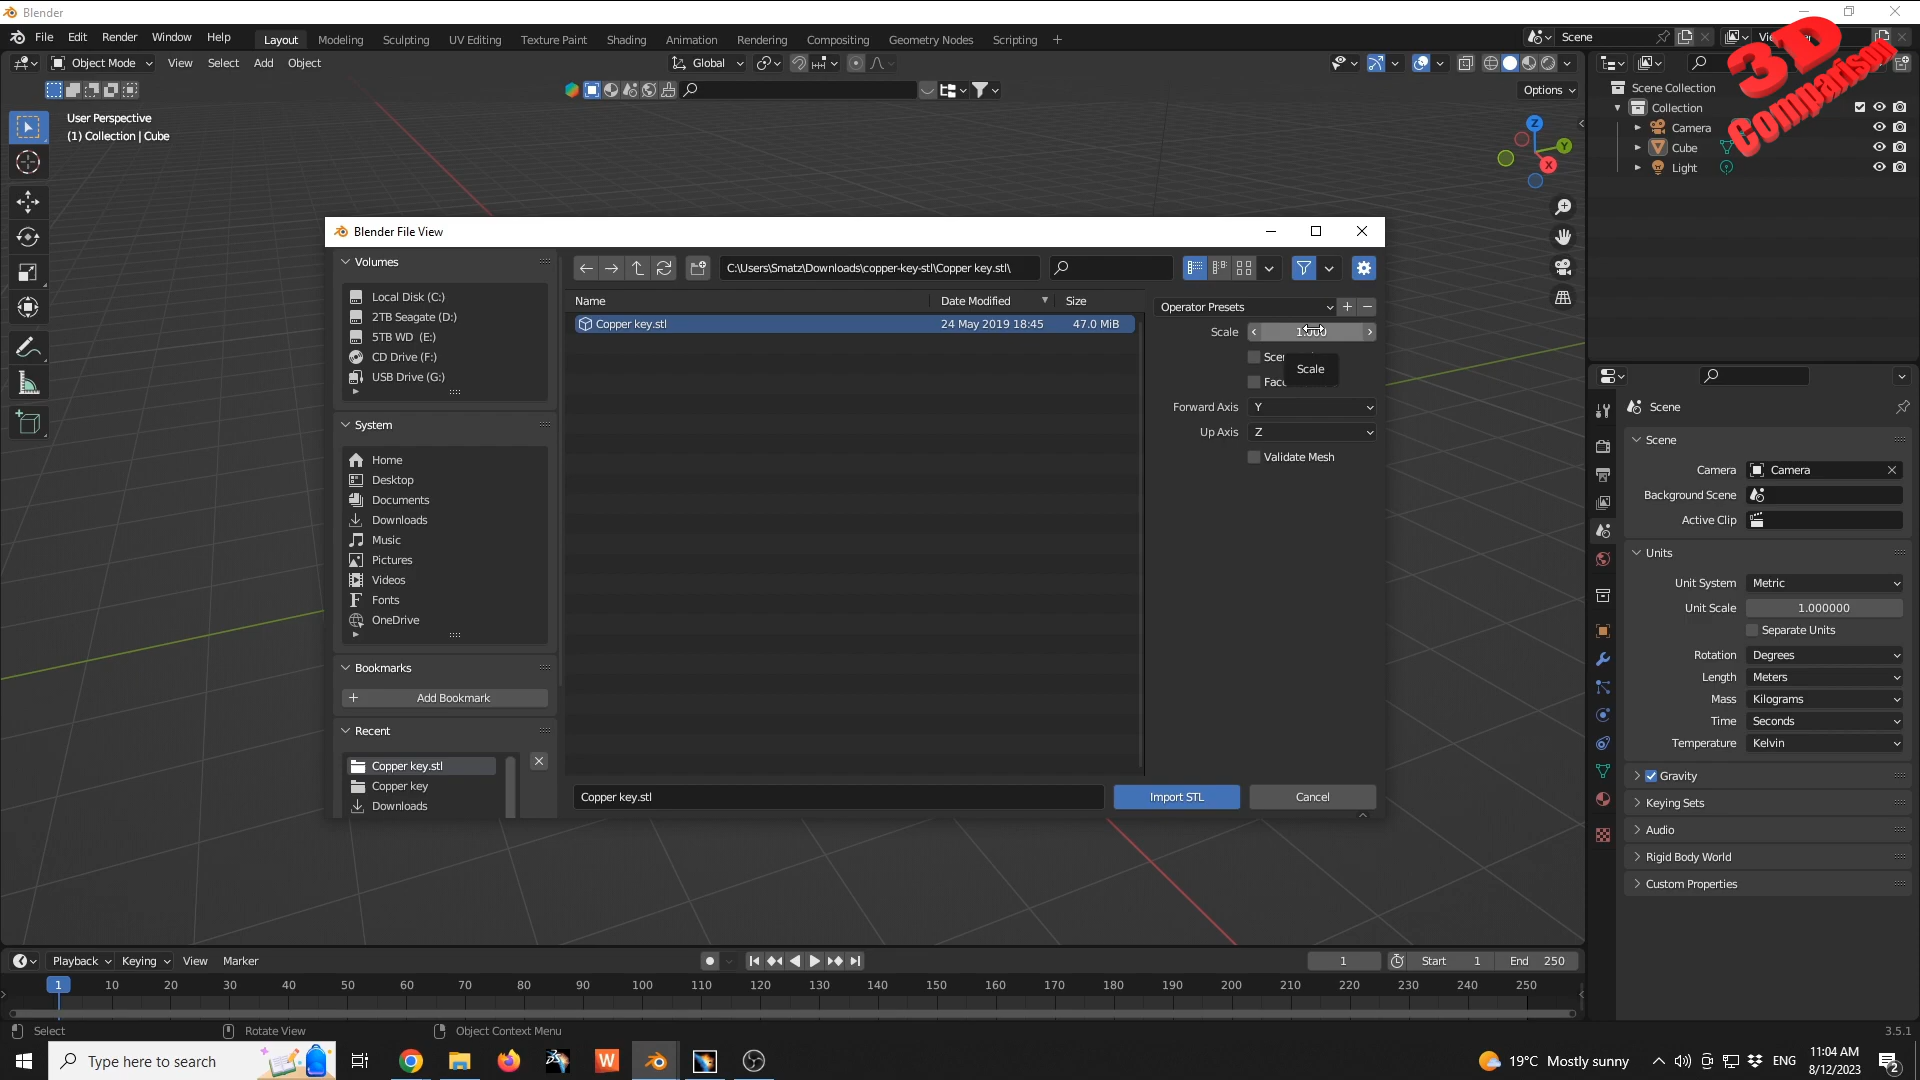 Blender
File Edit Render Window Help Layout Modeling Sculpting UV Editing Texture Paint Shading Animation Rendering Compositing Geometry Nodes Scripting + Scene
Object Mode View Select Add Object Global
Options
User Perspective
(1) Collection | Cube
3D
Comparison
Z
Y
X
Scene Collection
Collection
Camera
Cube
Light
Blender File View
Volumes
Local Disk (C:)
2TB Seagate (D:)
5TB WD (E:)
CD Drive (F:)
USB Drive (G:)
System
Home
Desktop
Documents
Downloads
Music
Pictures
Videos
Fonts
OneDrive
Bookmarks
Add Bookmark
Recent
Copper key.stl
Copper key
Downloads
C:\Users\Smatz\Downloads\copper-key-stl\Copper key.stl\
Name Date Modified Size
Copper key.stl 24 May 2019 18:45 47.0 MiB
Operator Presets
Scale 1.000
Scale
Forward Axis Y
Up Axis Z
Validate Mesh
Copper key.stl Import STL Cancel
Scene
Scene
Camera Camera
Background Scene
Active Clip
Units
Unit System Metric
Unit Scale 1.000000
Separate Units
Rotation Degrees
Length Meters
Mass Kilograms
Time Seconds
Temperature Kelvin
Gravity
Keying Sets
Audio
Rigid Body World
Custom Properties
Playback Keying View Marker 1 Start 1 End 250
1 10 20 30 40 50 60 70 80 90 100 110 120 130 140 150 160 170 180 190 200 210 220 230 240 250
Select Rotate View Object Context Menu 3.5.1
Type here to search 19°C Mostly sunny ENG 11:04 AM
8/12/2023 2